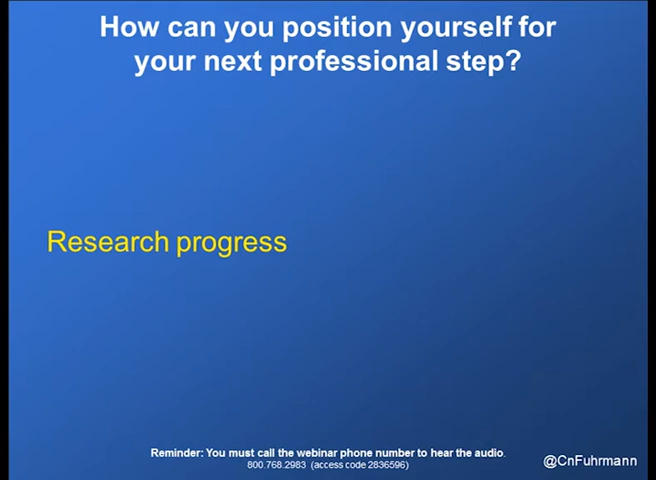 How can you position yourself for
your next professional step?
Research progress
Reminder: You must call the webinar phone number to hear the audio.
800.768.2983 (access code 2836596)
@CnFuhrmann